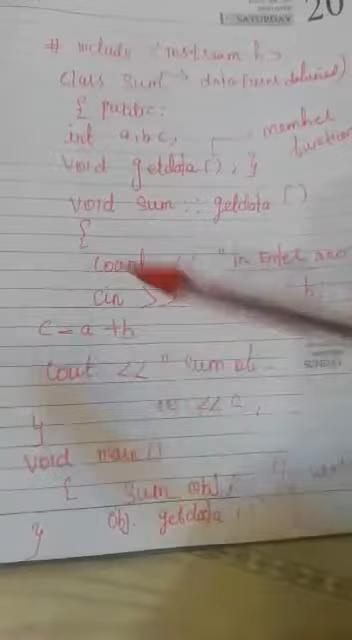 SATURDAY 20
# include <iostream.h>
class sum → data (user defined)
{ public:
int a,b,c, member
function
void getdata(); }
void sum :: getdata ()
{
"in Enter
cin >> b
c = a + b
cout << "sum of
<< c;
SUNDAY
}
void main()
{ sum obj;
obj. getdata
}